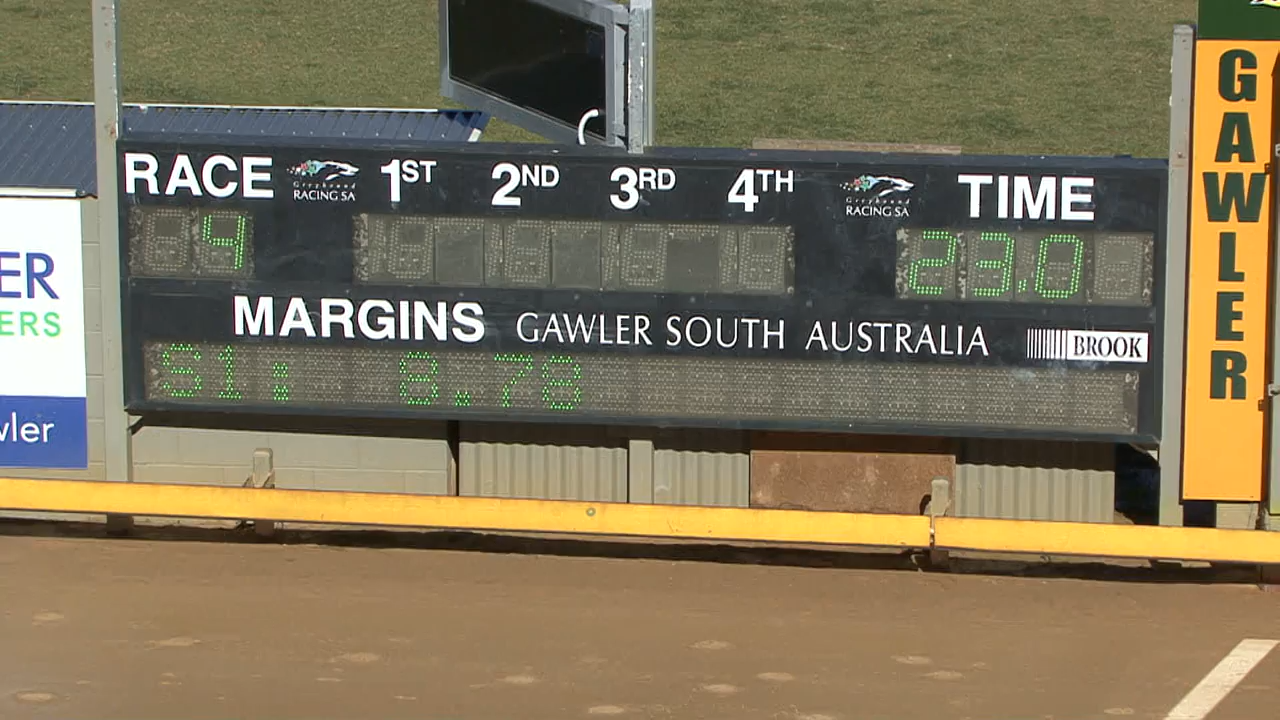 RACE
Greyhound
RACING SA
1ST 2ND 3RD 4TH
Greyhound
RACING SA
TIME
4
23.0
MARGINS GAWLER SOUTH AUSTRALIA BROOK
S1: 8.78
ER
ERS
wler
GAWLER